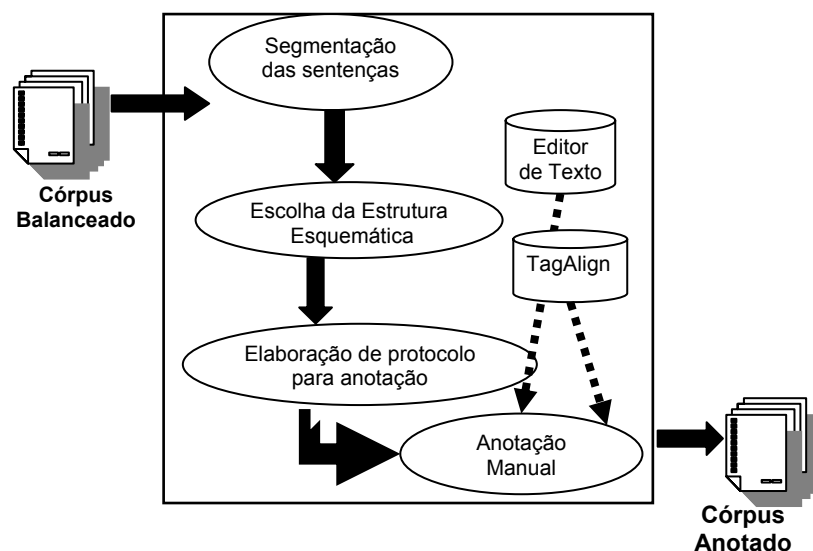 Segmentação
das sentenças
Córpus
Balanceado
Editor
de Texto
Escolha da Estrutura
Esquemática
TagAlign
Elaboração de protocolo
para anotação
Anotação
Manual
Córpus
Anotado